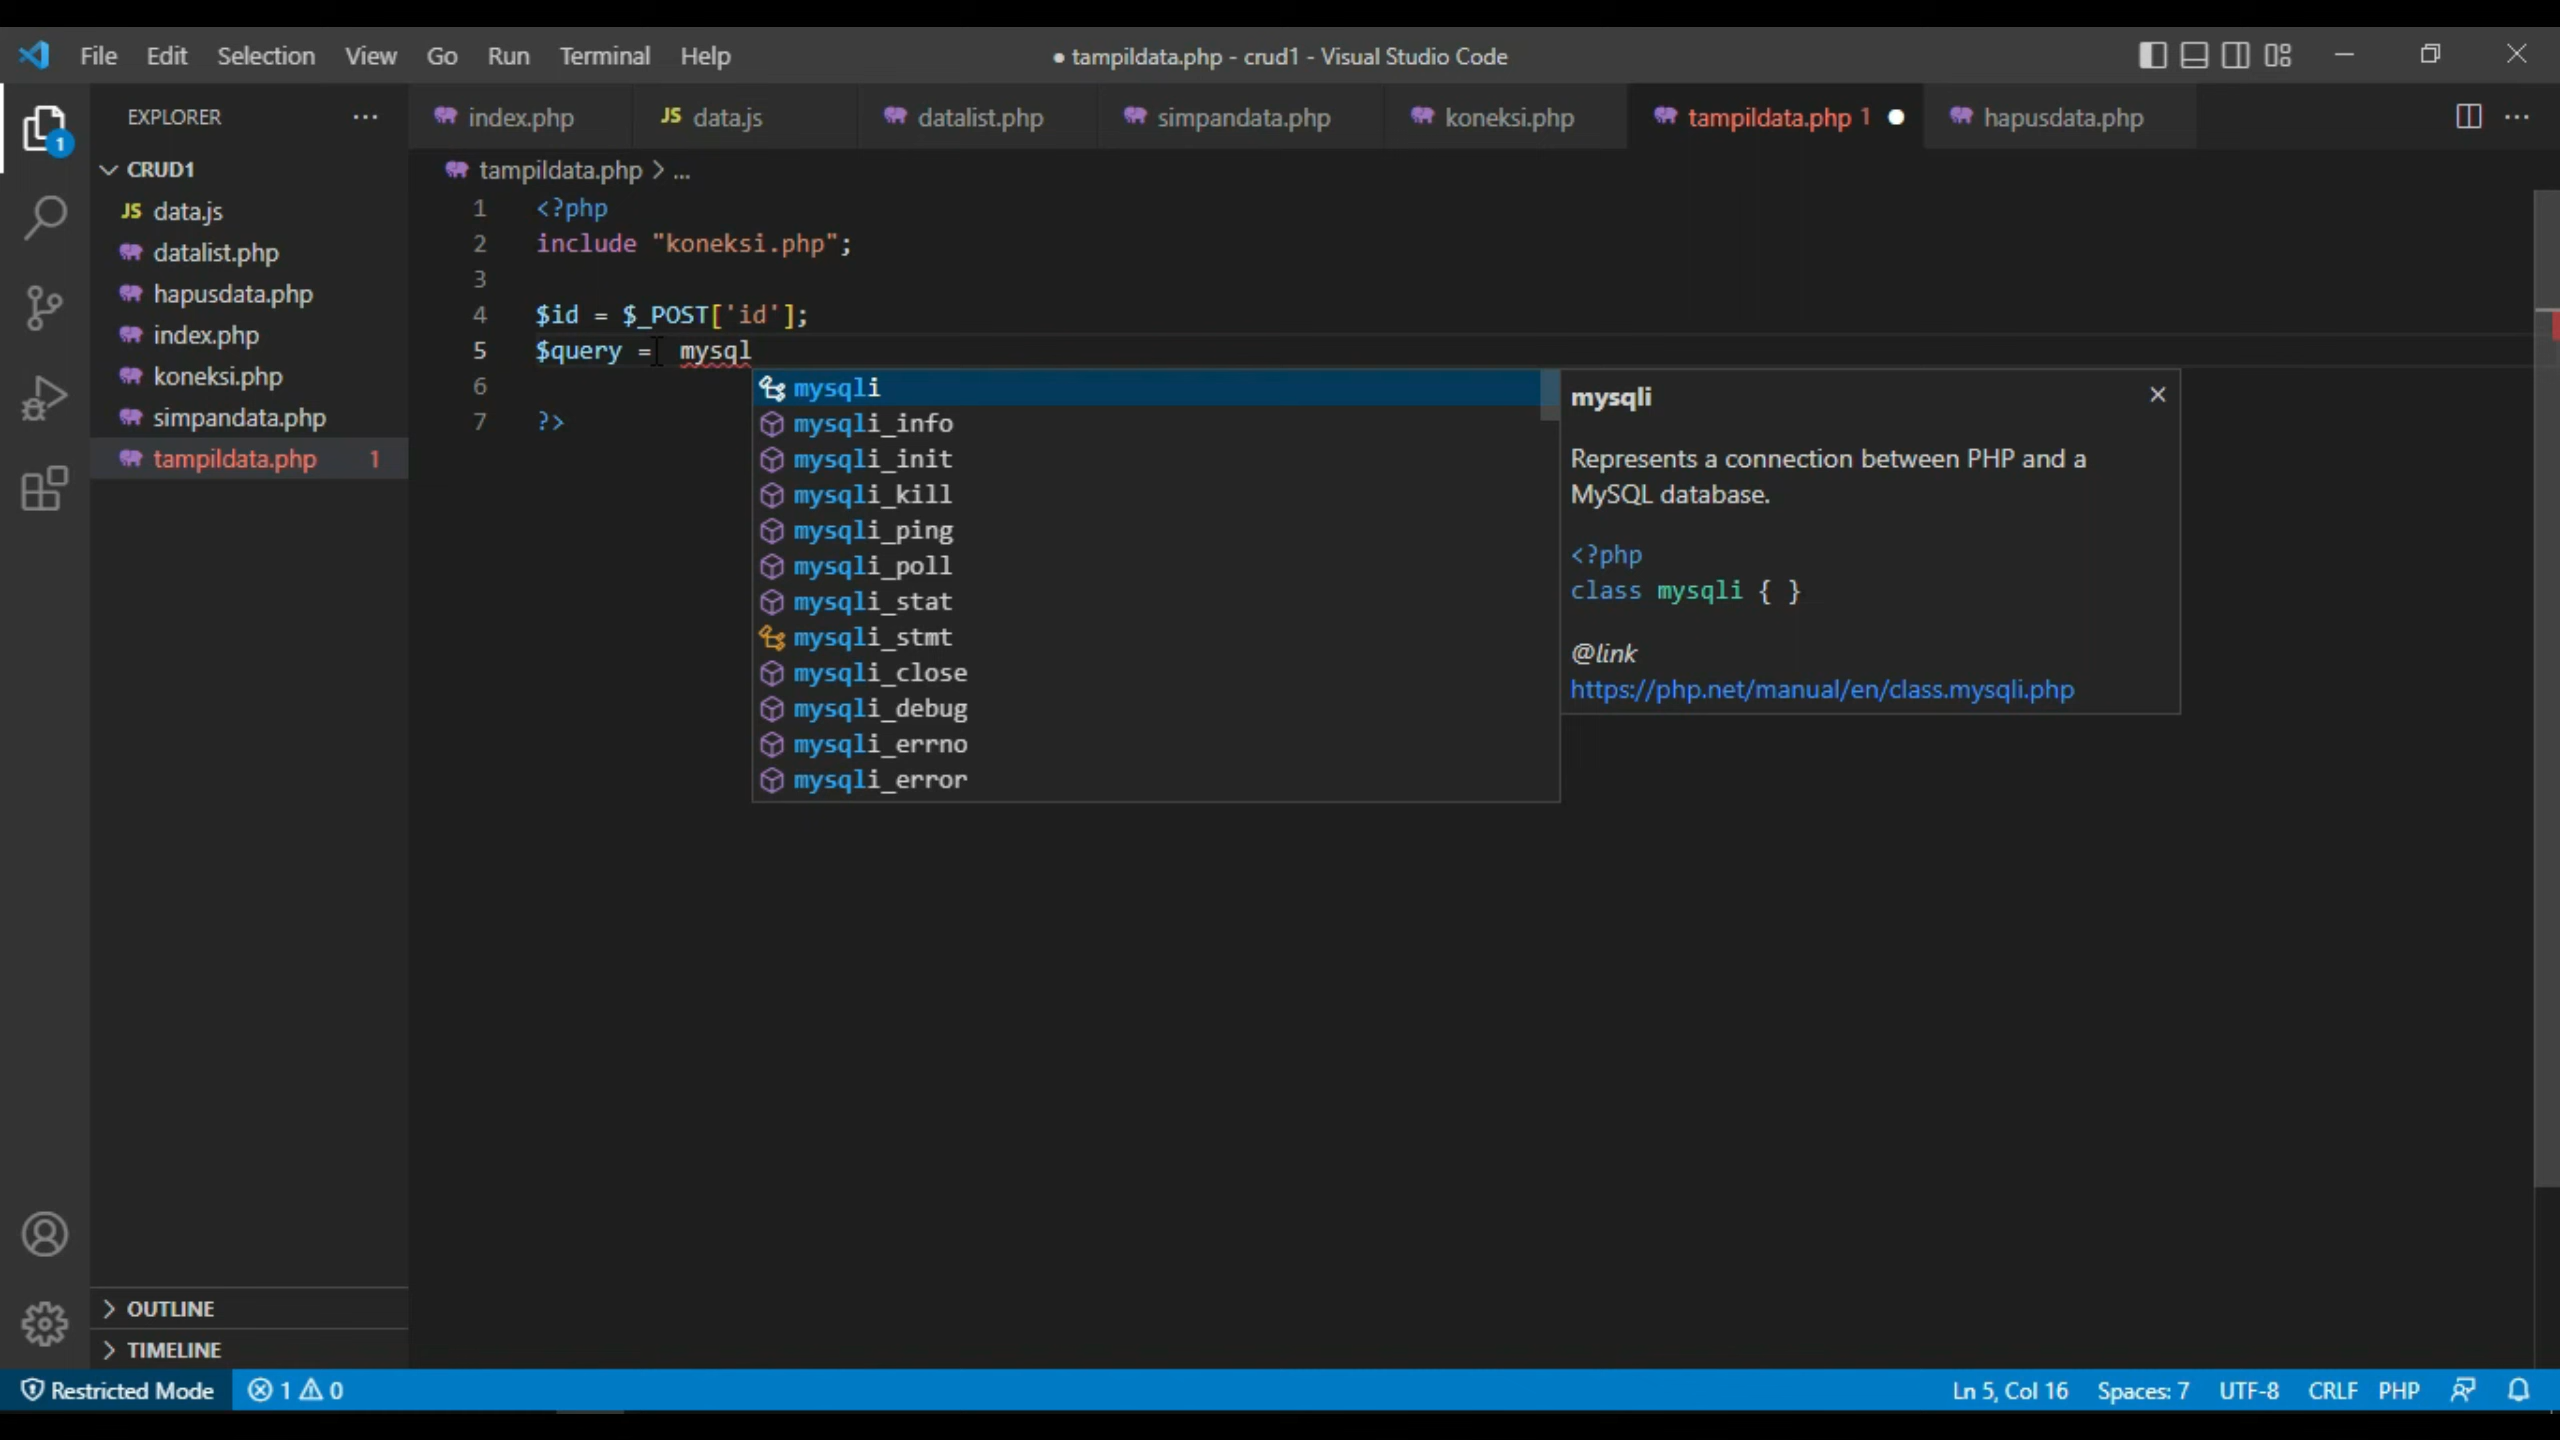 File Edit Selection View Go Run Terminal Help
● tampildata.php - crud1 - Visual Studio Code
EXPLORER ···
index.php
JS data.js
datalist.php
simpandata.php
koneksi.php
tampildata.php 1 ●
hapusdata.php
CRUD1
JS data.js
datalist.php
hapusdata.php
index.php
koneksi.php
simpandata.php
tampildata.php 1
1
tampildata.php > ...
1 <?php
2 include "koneksi.php";
3
4 $id = $_POST['id'];
5 $query =  mysql
6
7 ?>
mysqli
mysqli_info
mysqli_init
mysqli_kill
mysqli_ping
mysqli_poll
mysqli_stat
mysqli_stmt
mysqli_close
mysqli_debug
mysqli_errno
mysqli_error
mysqli
Represents a connection between PHP and a
MySQL database.
<?php
class mysqli { }
@link
https://php.net/manual/en/class.mysqli.php
OUTLINE
TIMELINE
Restricted Mode 1 0 Ln 5, Col 16 Spaces: 7 UTF-8 CRLF PHP